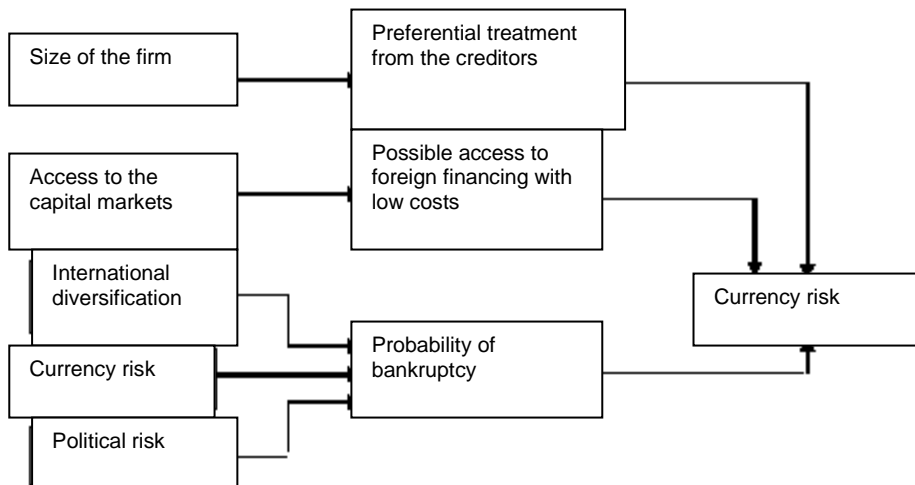 Size of the firm
Preferential treatment
from the creditors
Access to the
capital markets
Possible access to
foreign financing with
low costs
International
diversification
Currency risk
Probability of
bankruptcy
Currency risk
Political risk